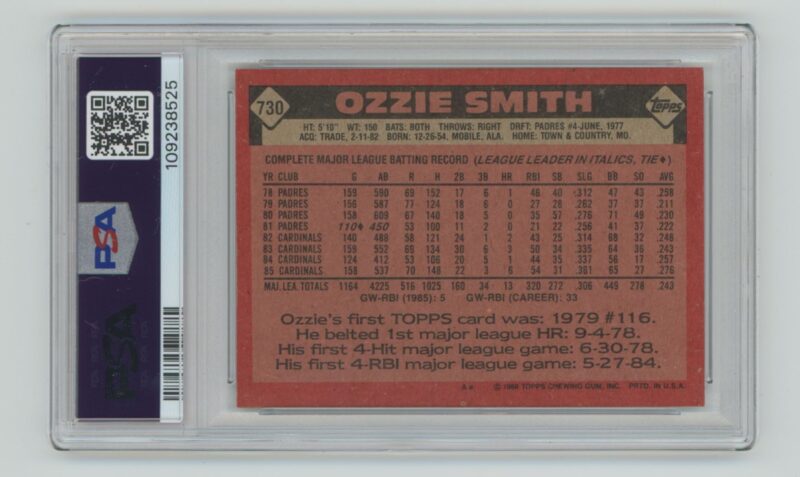 730 OZZIE SMITH Topps
HT: 5'10" WT: 150 BATS: BOTH THROWS: RIGHT DRFT: PADRES #4-JUNE, 1977
ACQ: TRADE, 2-11-82 BORN: 12-26-54, MOBILE, ALA. HOME: TOWN & COUNTRY, MO.
COMPLETE MAJOR LEAGUE BATTING RECORD (LEAGUE LEADER IN ITALICS, TIE♦)
YR CLUB G AB R H 2B 3B HR RBI SB SLG BB SO AVG
78 PADRES 159 590 69 152 17 6 1 46 40 .312 47 43 .258
79 PADRES 156 587 77 124 18 6 0 27 28 .260 37 37 .211
80 PADRES 158 609 67 140 18 5 0 35 57 .276 71 49 .230
81 PADRES 110♦ 450 53 100 11 2 0 21 22 .256 41 37 .222
82 CARDINALS 140 488 58 121 24 1 2 43 25 .314 68 32 .248
83 CARDINALS 159 552 69 134 30 6 3 50 34 .335 64 36 .243
84 CARDINALS 124 412 53 106 20 5 1 44 35 .337 56 17 .257
85 CARDINALS 158 537 70 148 22 3 6 54 31 .361 65 27 .276
MAJ. LEA. TOTALS 1164 4225 516 1025 160 34 13 320 272 .306 449 278 .243
GW-RBI (1985): 5 GW-RBI (CAREER): 33
Ozzie's first TOPPS card was: 1979 #116.
He belted 1st major league HR: 9-4-78.
His first 4-Hit major league game: 6-30-78.
His first 4-RBI major league game: 5-27-84.
© 1986 TOPPS CHEWING GUM, INC. PRTD. IN U.S.A.
109238525
PSA
PSA